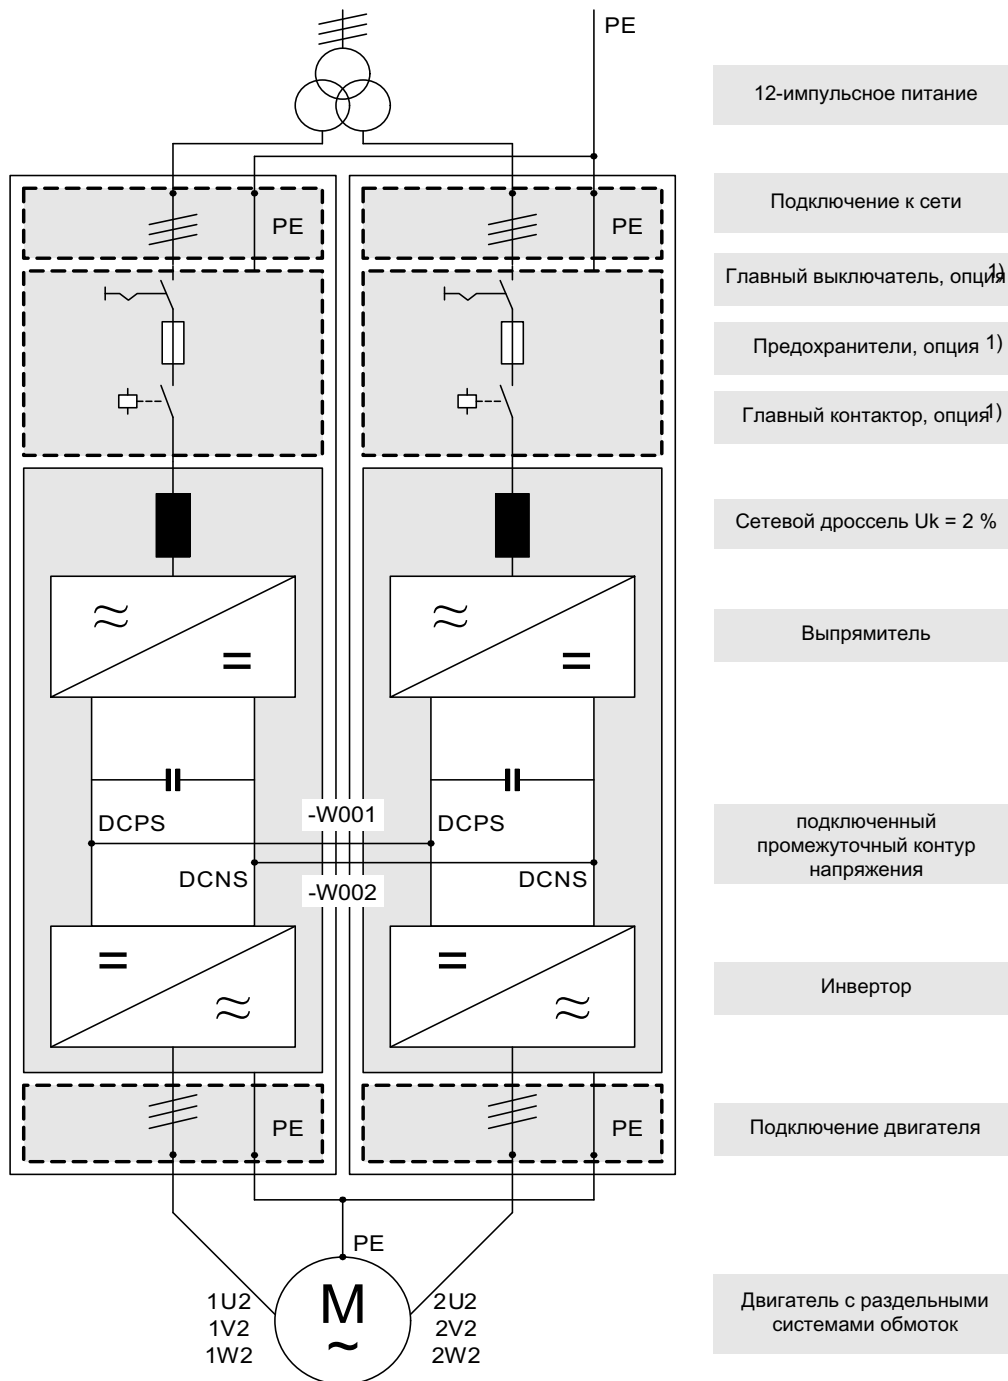 PE
12-импульсное питание
Подключение к сети
PE
PE
Главный выключатель, опция 1)
Предохранители, опция 1)
Главный контактор, опция 1)
Сетевой дроссель Uk = 2 %
≈
=
≈
=
Выпрямитель
-W001
DCPS
DCPS
DCNS
DCNS
-W002
подключенный
промежуточный контур
напряжения
=
≈
=
≈
Инвертор
PE
PE
Подключение двигателя
PE
1U2
1V2
1W2
M
~
2U2
2V2
2W2
Двигатель с раздельными
системами обмоток